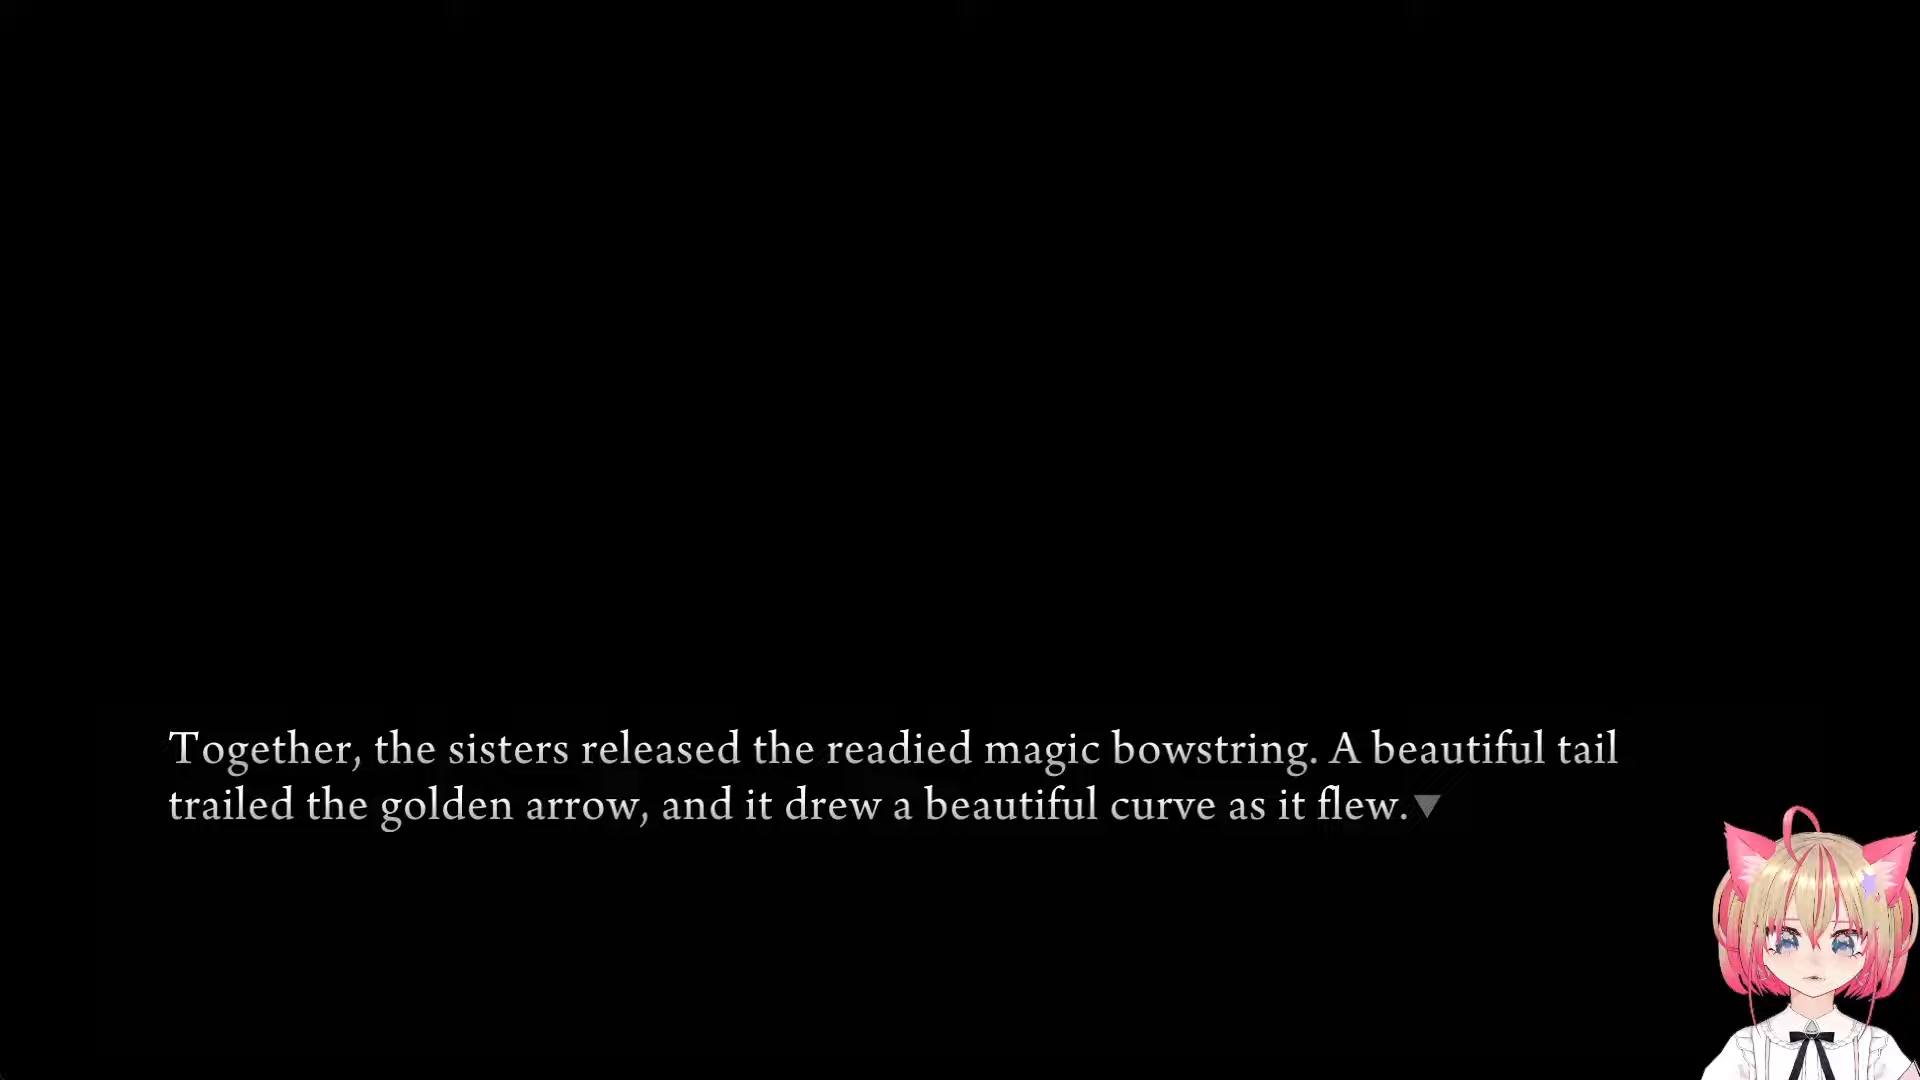 Together, the sisters released the readied magic bowstring. A beautiful tail
trailed the golden arrow, and it drew a beautiful curve as it flew.